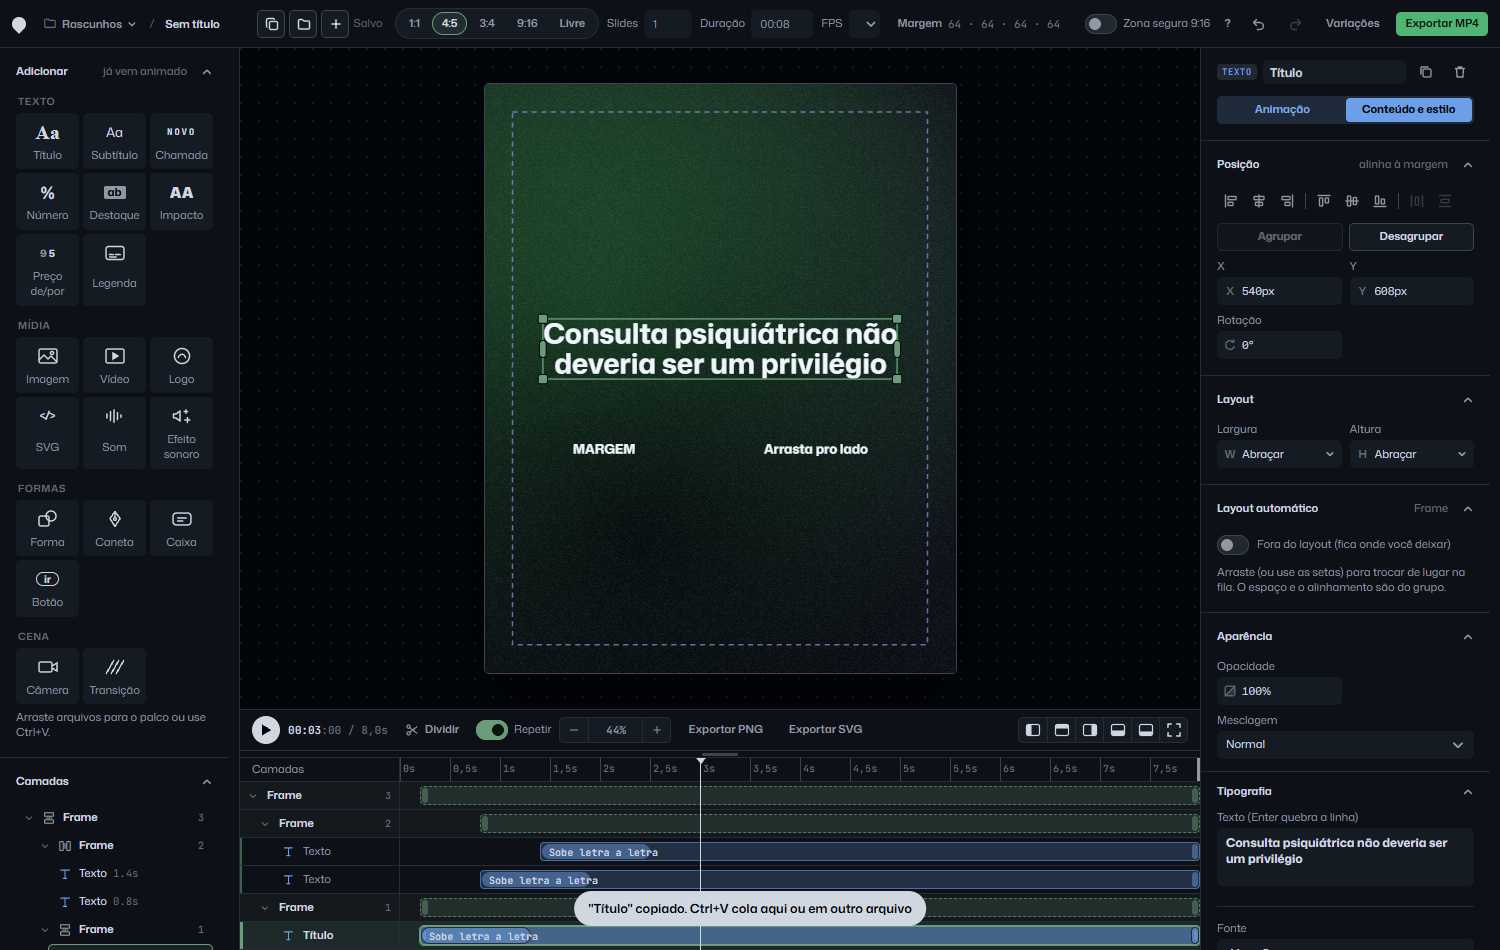 Rascunhos / Sem título
Salvo
1:1 4:5 3:4 9:16 Livre
Slides 1
Duração 00:08
FPS
Margem 64 · 64 · 64 · 64
Zona segura 9:16 ?
Variações
Exportar MP4
Adicionar já vem animado
TEXTO
Aa Aa NOVO
Título Subtítulo Chamada
% ab AA
Número Destaque Impacto
9 5
Preço de/por
Legenda
MÍDIA
Imagem Vídeo Logo
</>
SVG Som Efeito sonoro
FORMAS
Forma Caneta Caixa
ir
Botão
CENA
Câmera Transição
Arraste arquivos para o palco ou use
Ctrl+V.
Camadas
Frame 3
Frame 2
Texto 1.4s
Texto 0.8s
Frame 1
Consulta psiquiátrica não
deveria ser um privilégio
MARGEM Arrasta pro lado
00:03:00 / 8,0s
Dividir
Repetir
− 44% +
Exportar PNG
Exportar SVG
Camadas
0s 0,5s 1s 1,5s 2s 2,5s 3s 3,5s 4s 4,5s 5s 5,5s 6s 6,5s 7s 7,5s
Frame 3
Frame 2
Texto Sobe letra a letra
Texto Sobe letra a letra
Frame 1
Título Sobe letra a letra
"Título" copiado. Ctrl+V cola aqui ou em outro arquivo
TEXTO Título
Animação Conteúdo e estilo
Posição alinha à margem
Agrupar Desagrupar
X Y
X 540px Y 608px
Rotação
0°
Layout
Largura Altura
W Abraçar H Abraçar
Layout automático Frame
Fora do layout (fica onde você deixar)
Arraste (ou use as setas) para trocar de lugar na
fila. O espaço e o alinhamento são do grupo.
Aparência
Opacidade
100%
Mesclagem
Normal
Tipografia
Texto (Enter quebra a linha)
Consulta psiquiátrica não deveria ser
um privilégio
Fonte